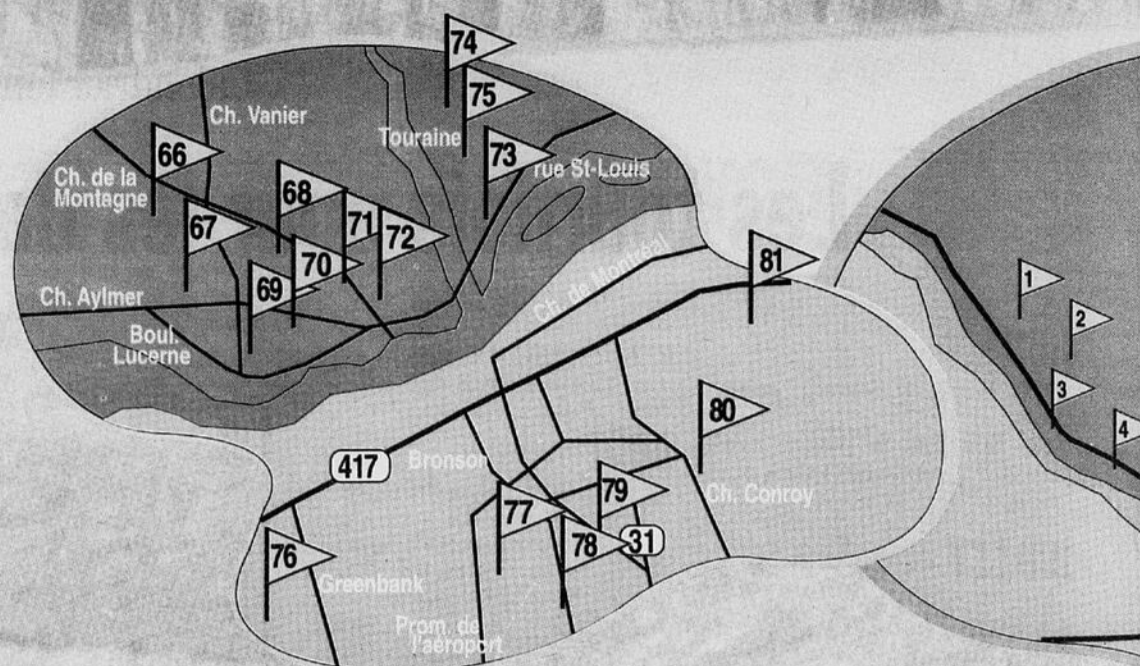 74
75
Ch. Vanier
Touraine
66
73
rue St-Louis
Ch. de la
Montagne
68
67
71
72
70
69
Ch. Aylmer
Boul.
Lucerne
Ch. de Montréal
81
1
2
3
4
80
417
Bronson
79
77
Ch. Conroy
78
31
76
Greenbank
Prom. de
l'aéroport